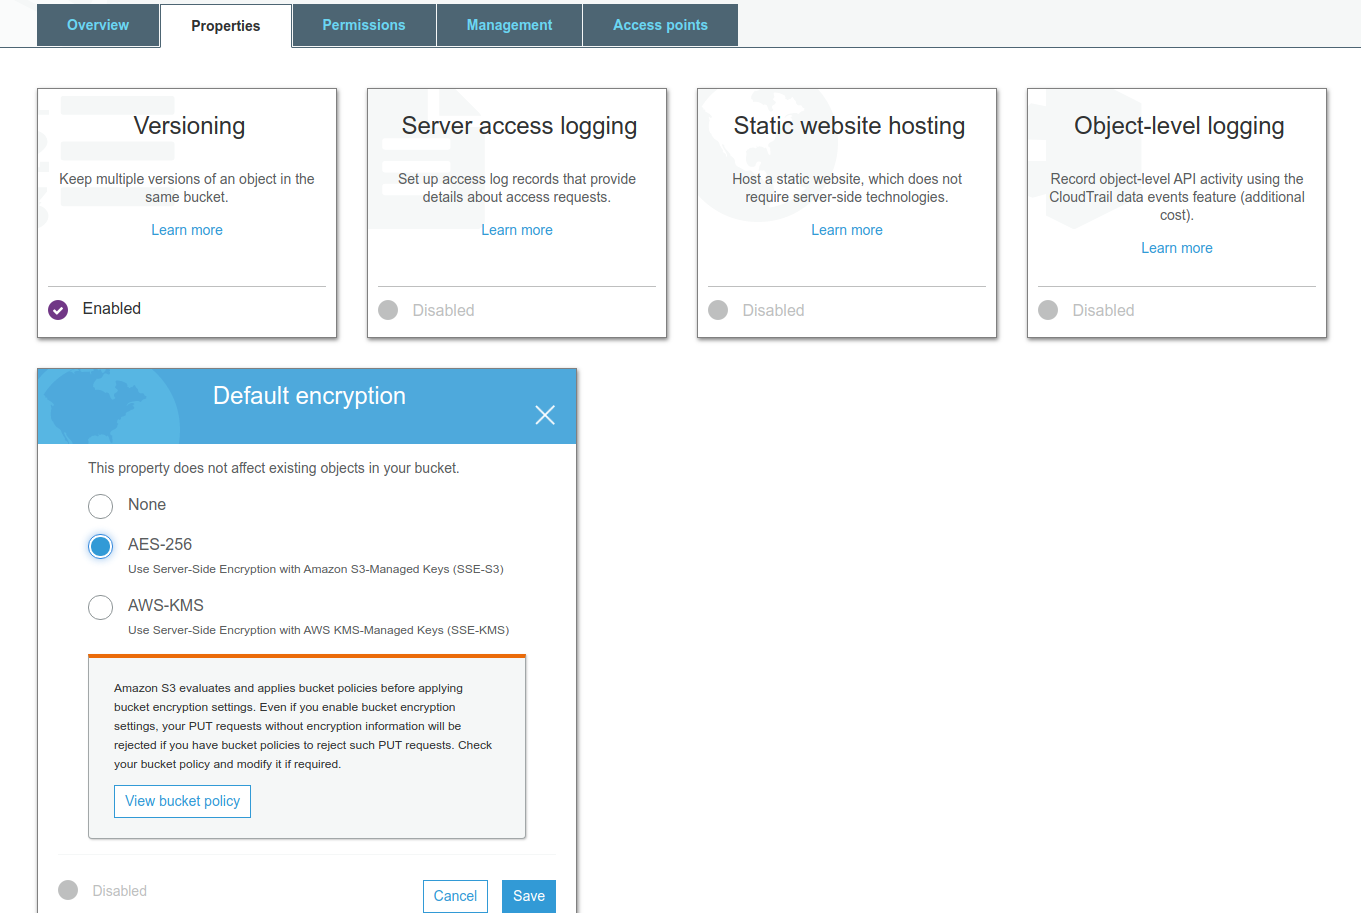 Overview
Properties
Permissions
Management
Access points
Versioning
Keep multiple versions of an object in the
same bucket.
Learn more
Enabled
Server access logging
Set up access log records that provide
details about access requests.
Learn more
Disabled
Static website hosting
Host a static website, which does not
require server-side technologies.
Learn more
Disabled
Object-level logging
Record object-level API activity using the
CloudTrail data events feature (additional
cost).
Learn more
Disabled
Default encryption
This property does not affect existing objects in your bucket.
None
AES-256
Use Server-Side Encryption with Amazon S3-Managed Keys (SSE-S3)
AWS-KMS
Use Server-Side Encryption with AWS KMS-Managed Keys (SSE-KMS)
Amazon S3 evaluates and applies bucket policies before applying
bucket encryption settings. Even if you enable bucket encryption
settings, your PUT requests without encryption information will be
rejected if you have bucket policies to reject such PUT requests. Check
your bucket policy and modify it if required.
View bucket policy
Disabled
Cancel
Save